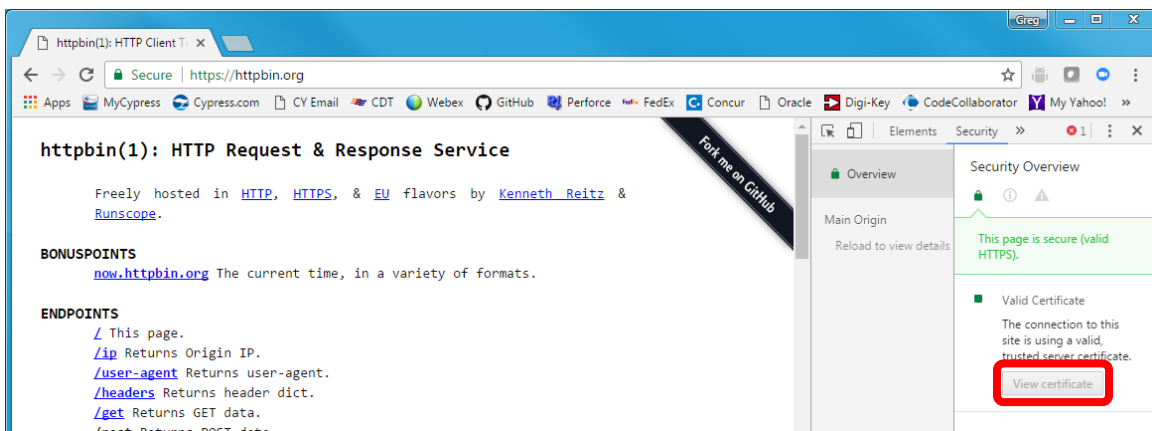 Greg
httpbin(1): HTTP Client T
Secure https://httpbin.org
Apps MyCypress Cypress.com CY Email CDT Webex GitHub Perforce FedEx Concur Oracle Digi-Key CodeCollaborator My Yahoo! »
Elements Security » 1
httpbin(1): HTTP Request & Response Service
Fork me on GitHub
Freely hosted in HTTP, HTTPS, & EU flavors by Kenneth Reitz &
Runscope.
BONUSPOINTS
now.httpbin.org The current time, in a variety of formats.
ENDPOINTS
/ This page.
/ip Returns Origin IP.
/user-agent Returns user-agent.
/headers Returns header dict.
/get Returns GET data.
/post Returns POST data.
Overview
Main Origin
Reload to view details
Security Overview
This page is secure (valid
HTTPS).
Valid Certificate
The connection to this
site is using a valid,
trusted server certificate.
View certificate